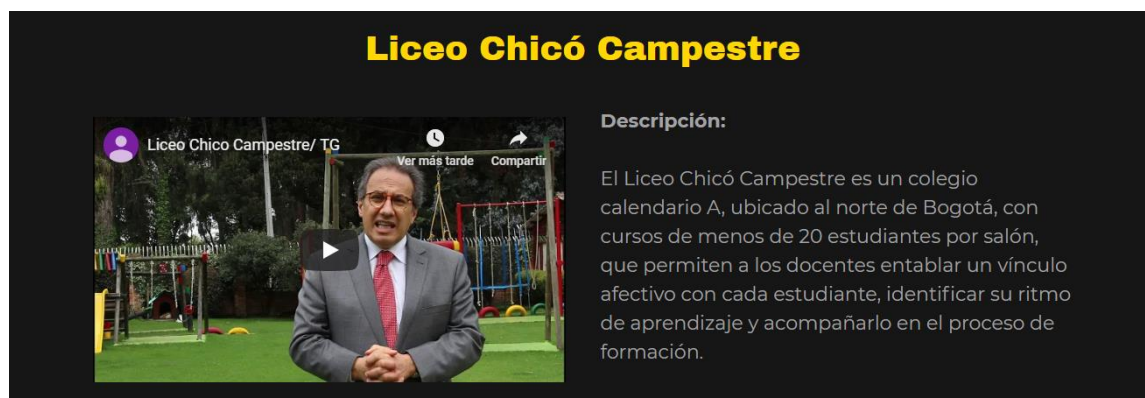 Liceo Chicó Campestre
Liceo Chico Campestre/ TG
Ver más tarde
Compartir
Descripción:
El Liceo Chicó Campestre es un colegio
calendario A, ubicado al norte de Bogotá, con
cursos de menos de 20 estudiantes por salón,
que permiten a los docentes entablar un vínculo
afectivo con cada estudiante, identificar su ritmo
de aprendizaje y acompañarlo en el proceso de
formación.